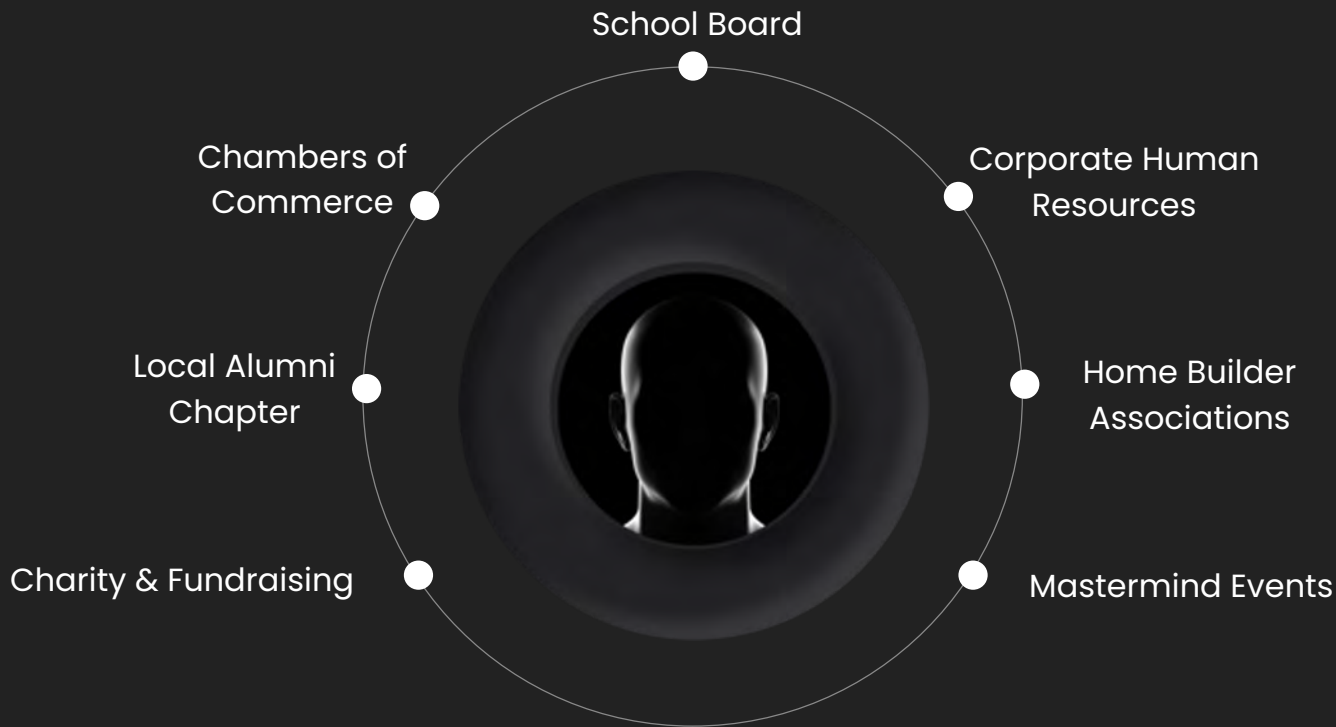 School Board
Chambers of
Commerce
Corporate Human
Resources
Local Alumni
Chapter
Home Builder
Associations
Charity & Fundraising
Mastermind Events